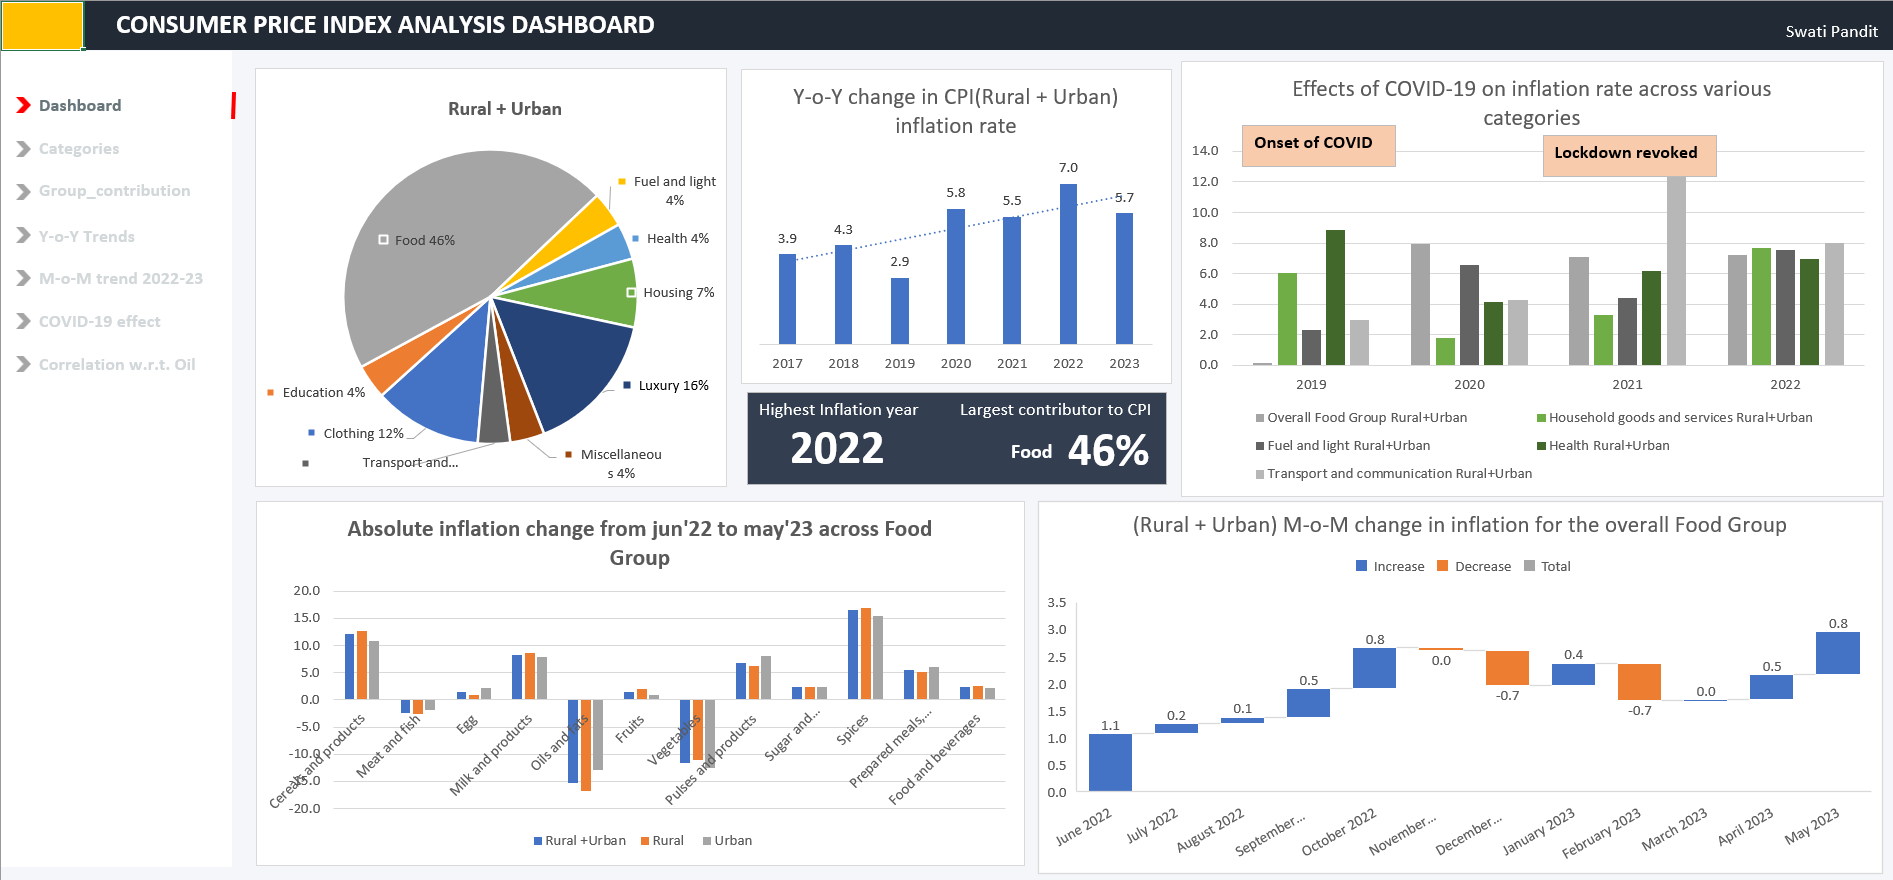 CONSUMER PRICE INDEX ANALYSIS DASHBOARD
Swati Pandit
Dashboard
Categories
Group_contribution
Y-o-Y Trends
M-o-M trend 2022-23
COVID-19 effect
Correlation w.r.t. Oil
Rural + Urban
Fuel and light
4%
Food 46%
Health 4%
Housing 7%
Luxury 16%
Education 4%
Clothing 12%
Transport and...
Miscellaneou
s 4%
Y-o-Y change in CPI(Rural + Urban)
inflation rate
3.9
4.3
2.9
5.8
5.5
7.0
5.7
2017 2018 2019 2020 2021 2022 2023
Highest Inflation year
2022
Largest contributor to CPI
Food 46%
Effects of COVID-19 on inflation rate across various
categories
Onset of COVID
Lockdown revoked
14.0
12.0
10.0
8.0
6.0
4.0
2.0
0.0
2019 2020 2021 2022
Overall Food Group Rural+Urban
Household goods and services Rural+Urban
Fuel and light Rural+Urban
Health Rural+Urban
Transport and communication Rural+Urban
Absolute inflation change from jun'22 to may'23 across Food
Group
20.0
15.0
10.0
5.0
0.0
-5.0
-10.0
-15.0
-20.0
Cereals and products
Meat and fish
Egg
Milk and products
Oils and fats
Fruits
Vegetables
Pulses and products
Sugar and...
Spices
Prepared meals,...
Food and beverages
Rural +Urban Rural Urban
(Rural + Urban) M-o-M change in inflation for the overall Food Group
Increase Decrease Total
3.5
3.0
2.5
2.0
1.5
1.0
0.5
0.0
1.1
0.2
0.1
0.5
0.8
0.0
-0.7
0.4
-0.7
0.0
0.5
0.8
June 2022
July 2022
August 2022
September...
October 2022
November...
December...
January 2023
February 2023
March 2023
April 2023
May 2023